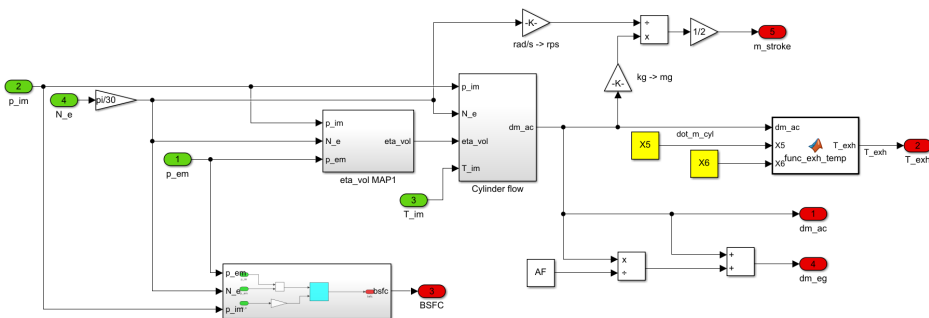 -K-
÷
x
1/2
5
m_stroke
rad/s -> rps
2
p_im
4
N_e
pi/30
-K-
kg -> mg
p_im
N_e
eta_vol
T_im
dm_ac
Cylinder flow
p_im
N_e
p_em
eta_vol
eta_vol MAP1
1
p_em
3
T_im
dot_m_cyl
X5
X6
dm_ac
X5
X6
T_exh
func_exh_temp
T_exh
2
T_exh
1
dm_ac
AF
x
÷
+
+
4
dm_eg
p_em
N_e
p_im
bsfc
3
BSFC